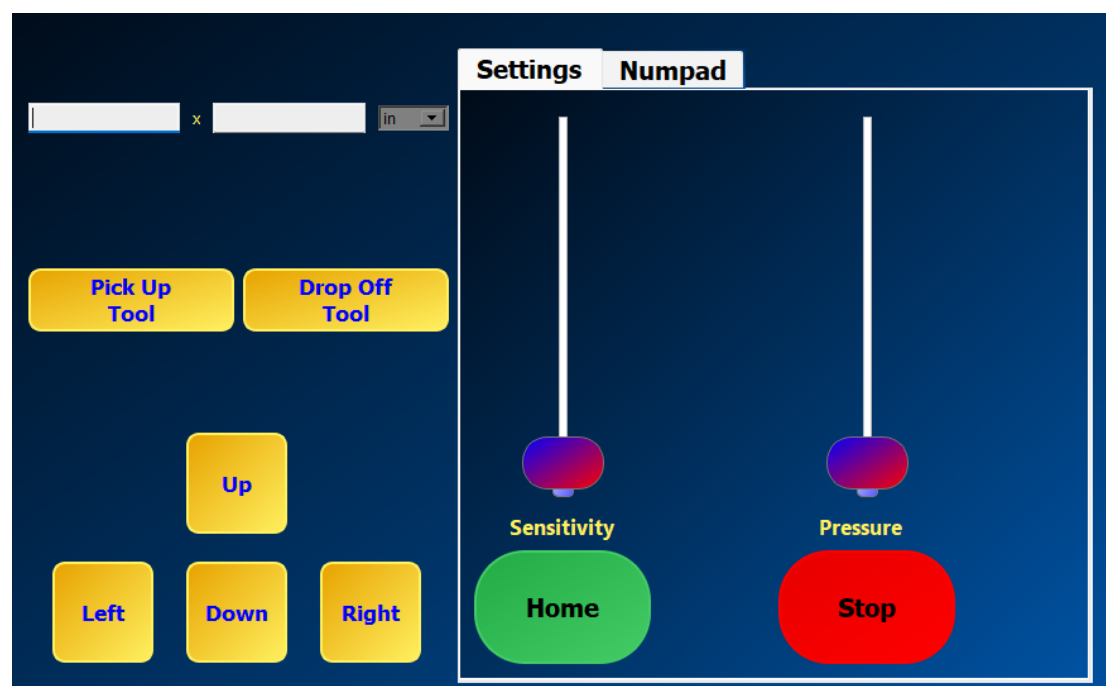 Settings Numpad
x in
Pick Up
Tool
Drop Off
Tool
Up
Left Down Right
Sensitivity Pressure
Home Stop